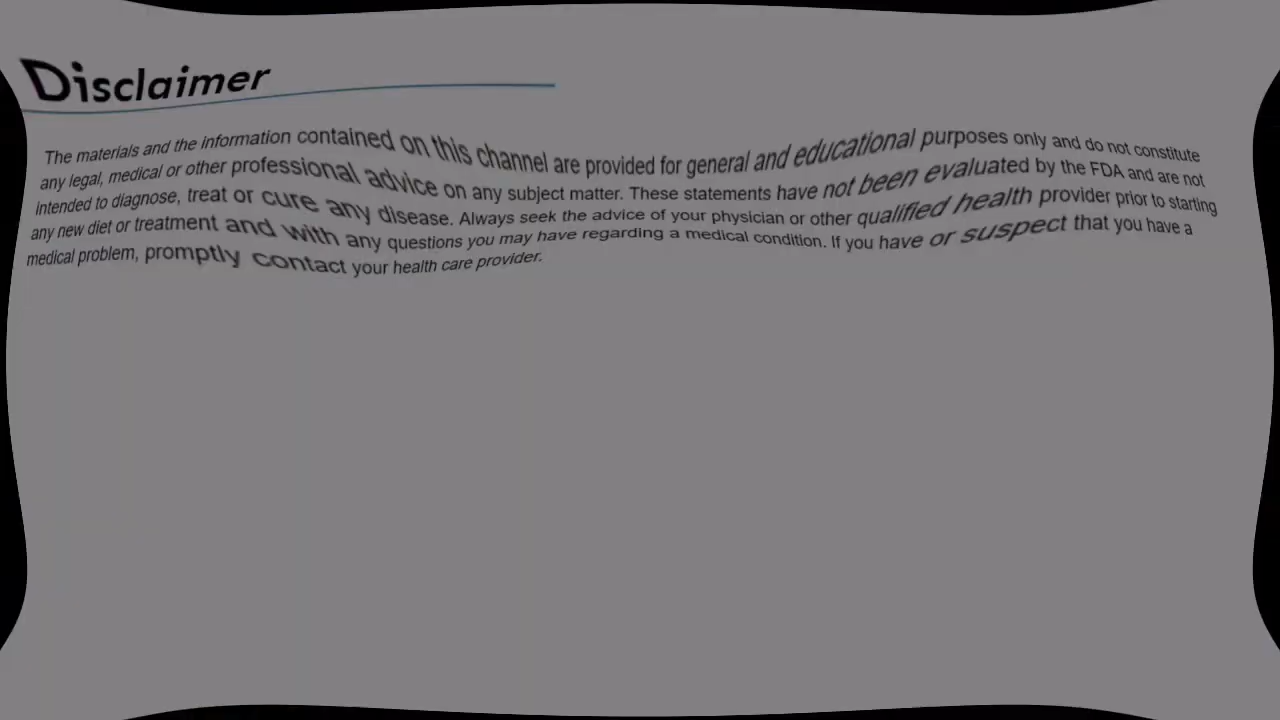 Disclaimer
The materials and the information contained on this channel are provided for general and educational purposes only and do not constitute
any legal, medical or other professional advice on any subject matter. These statements have not been evaluated by the FDA and are not
intended to diagnose, treat or cure any disease. Always seek the advice of your physician or other qualified health provider prior to starting
any new diet or treatment and with any questions you may have regarding a medical condition. If you have or suspect that you have a
medical problem, promptly contact your health care provider.